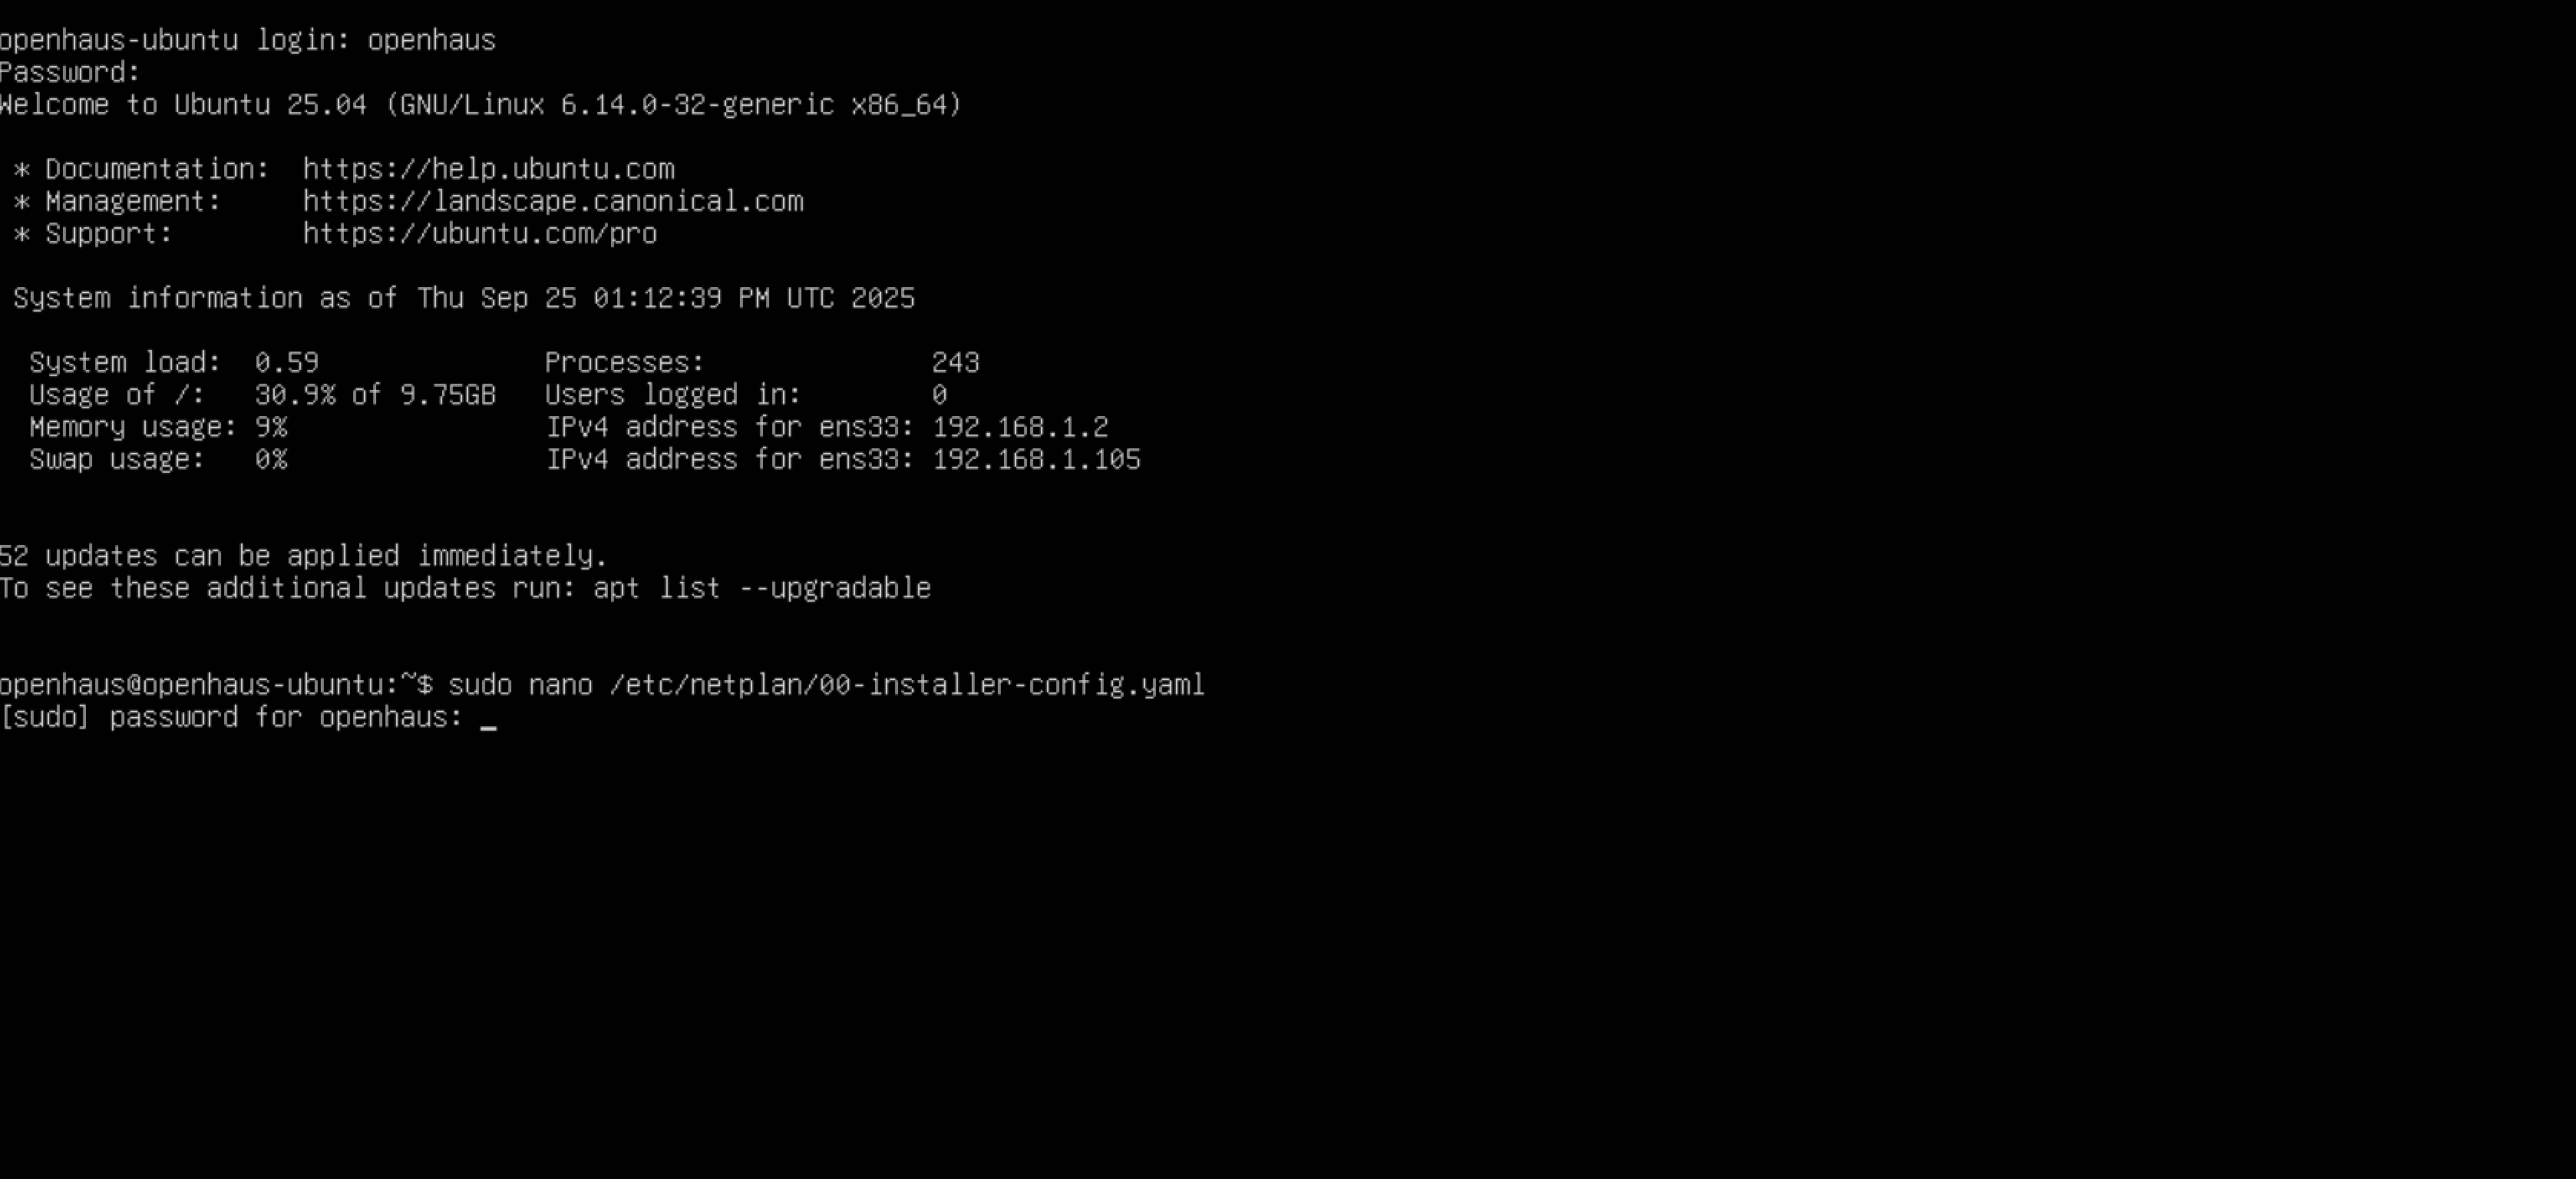 openhaus-ubuntu login: openhaus
Password:
Welcome to Ubuntu 25.04 (GNU/Linux 6.14.0-32-generic x86_64)
* Documentation:  https://help.ubuntu.com
* Management:     https://landscape.canonical.com
* Support:        https://ubuntu.com/pro
System information as of Thu Sep 25 01:12:39 PM UTC 2025
System load:  0.59               Processes:              243
Usage of /:   30.9% of 9.75GB   Users logged in:        0
Memory usage: 9%                IPv4 address for ens33: 192.168.1.2
Swap usage:   0%                IPv4 address for ens33: 192.168.1.105
52 updates can be applied immediately.
To see these additional updates run: apt list --upgradable
openhaus@openhaus-ubuntu:~$ sudo nano /etc/netplan/00-installer-config.yaml
[sudo] password for openhaus: _